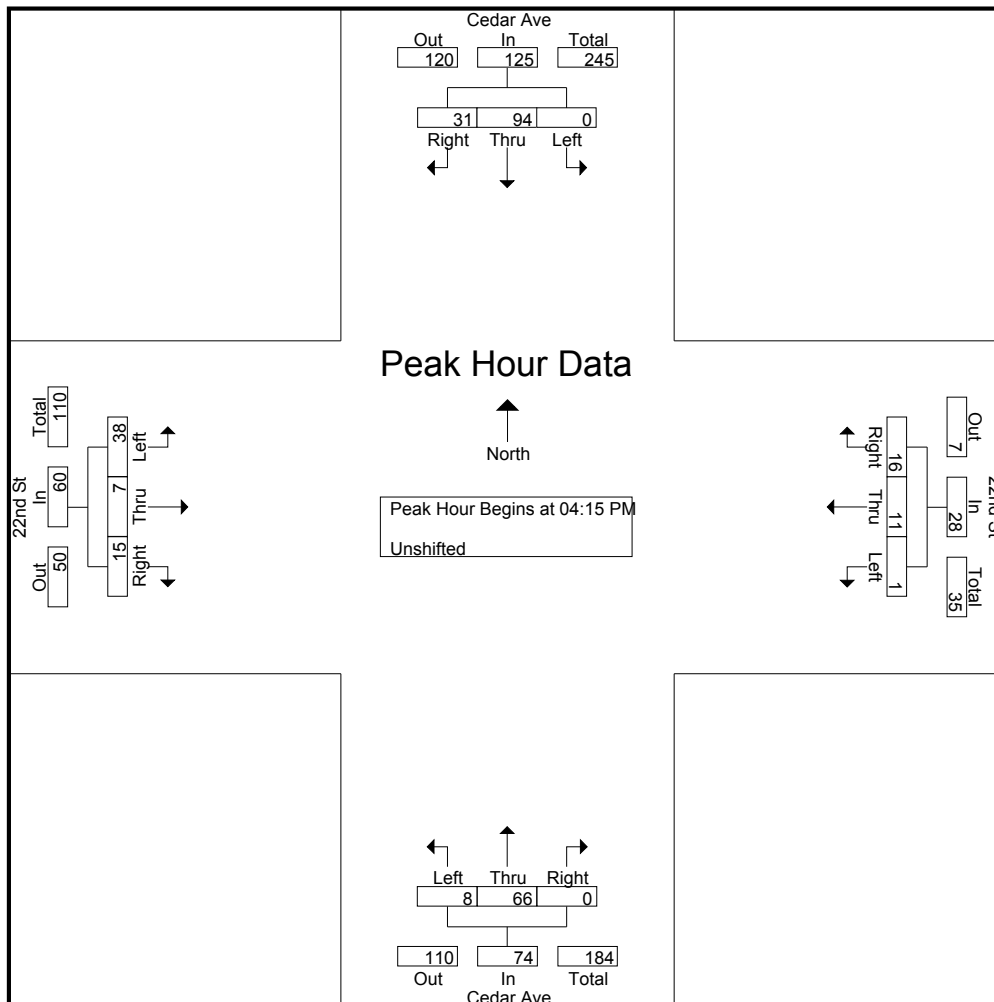 Cedar Ave
Out In Total
120 125 245
31 94 0
Right Thru Left
Peak Hour Data
North
Peak Hour Begins at 04:15 PM
Unshifted
22nd St
Total In Out
110 60 50
38 7 15
Left Thru Right
22nd St
Out In Total
7 28 35
16 11 1
Right Thru Left
Left Thru Right
8 66 0
110 74 184
Out In Total
Cedar Ave